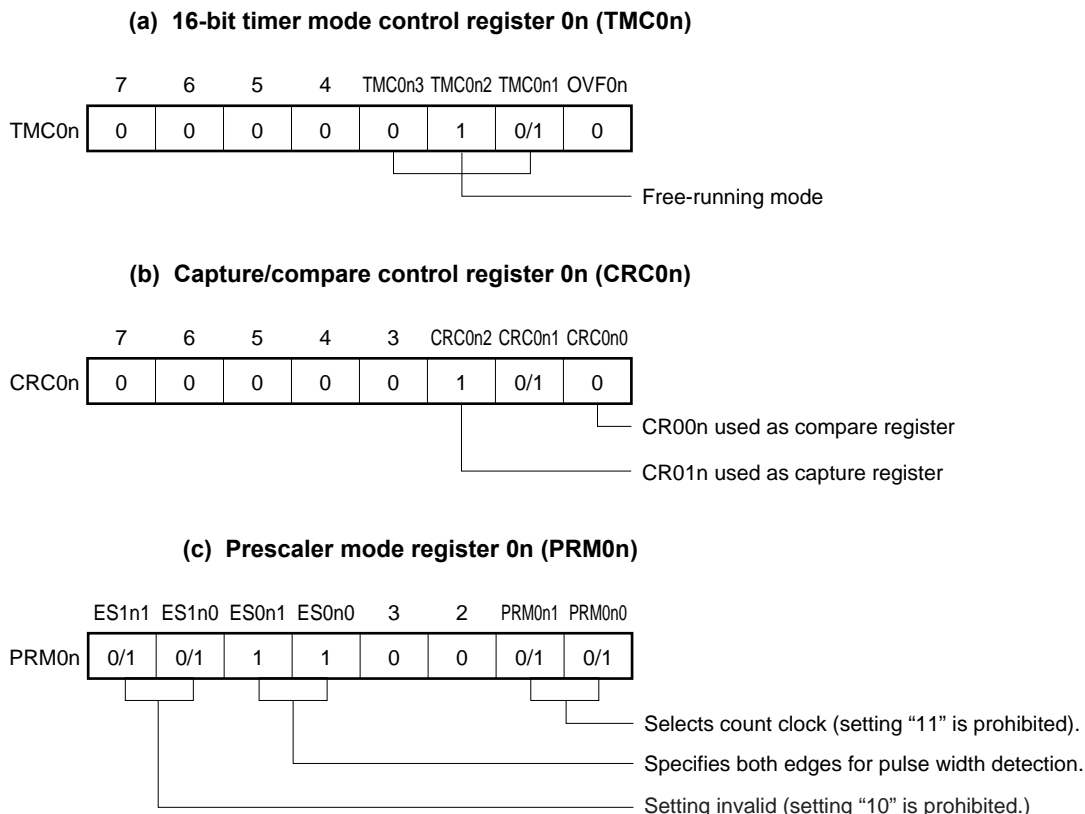 (a) 16-bit timer mode control register 0n (TMC0n)
7 6 5 4 TMC0n3 TMC0n2 TMC0n1 OVF0n
TMC0n 0 0 0 0 0 1 0/1 0
Free-running mode
(b) Capture/compare control register 0n (CRC0n)
7 6 5 4 3 CRC0n2 CRC0n1 CRC0n0
CRC0n 0 0 0 0 0 1 0/1 0
CR00n used as compare register
CR01n used as capture register
(c) Prescaler mode register 0n (PRM0n)
ES1n1 ES1n0 ES0n1 ES0n0 3 2 PRM0n1 PRM0n0
PRM0n 0/1 0/1 1 1 0 0 0/1 0/1
Selects count clock (setting “11” is prohibited).
Specifies both edges for pulse width detection.
Setting invalid (setting “10” is prohibited.)